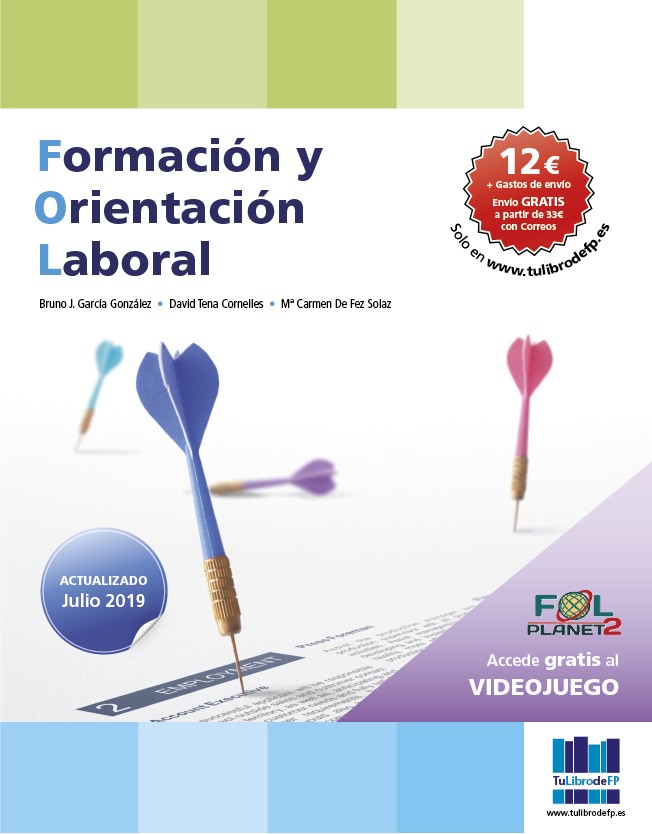 Formación y
Orientación
Laboral
Bruno J. García González • David Tena Cornelles • Mª Carmen De Fez Solaz
12€
+ Gastos de envío
Envío GRATIS
a partir de 33€
con Correos
Solo en www.tulibrodefp.es
ACTUALIZADO
Julio 2019
Press Foreman
2 EMPLOYMENT
Account Executive
FOL
PLANET2
Accede gratis al
VIDEOJUEGO
TuLibrodeFP
www.tulibrodefp.es